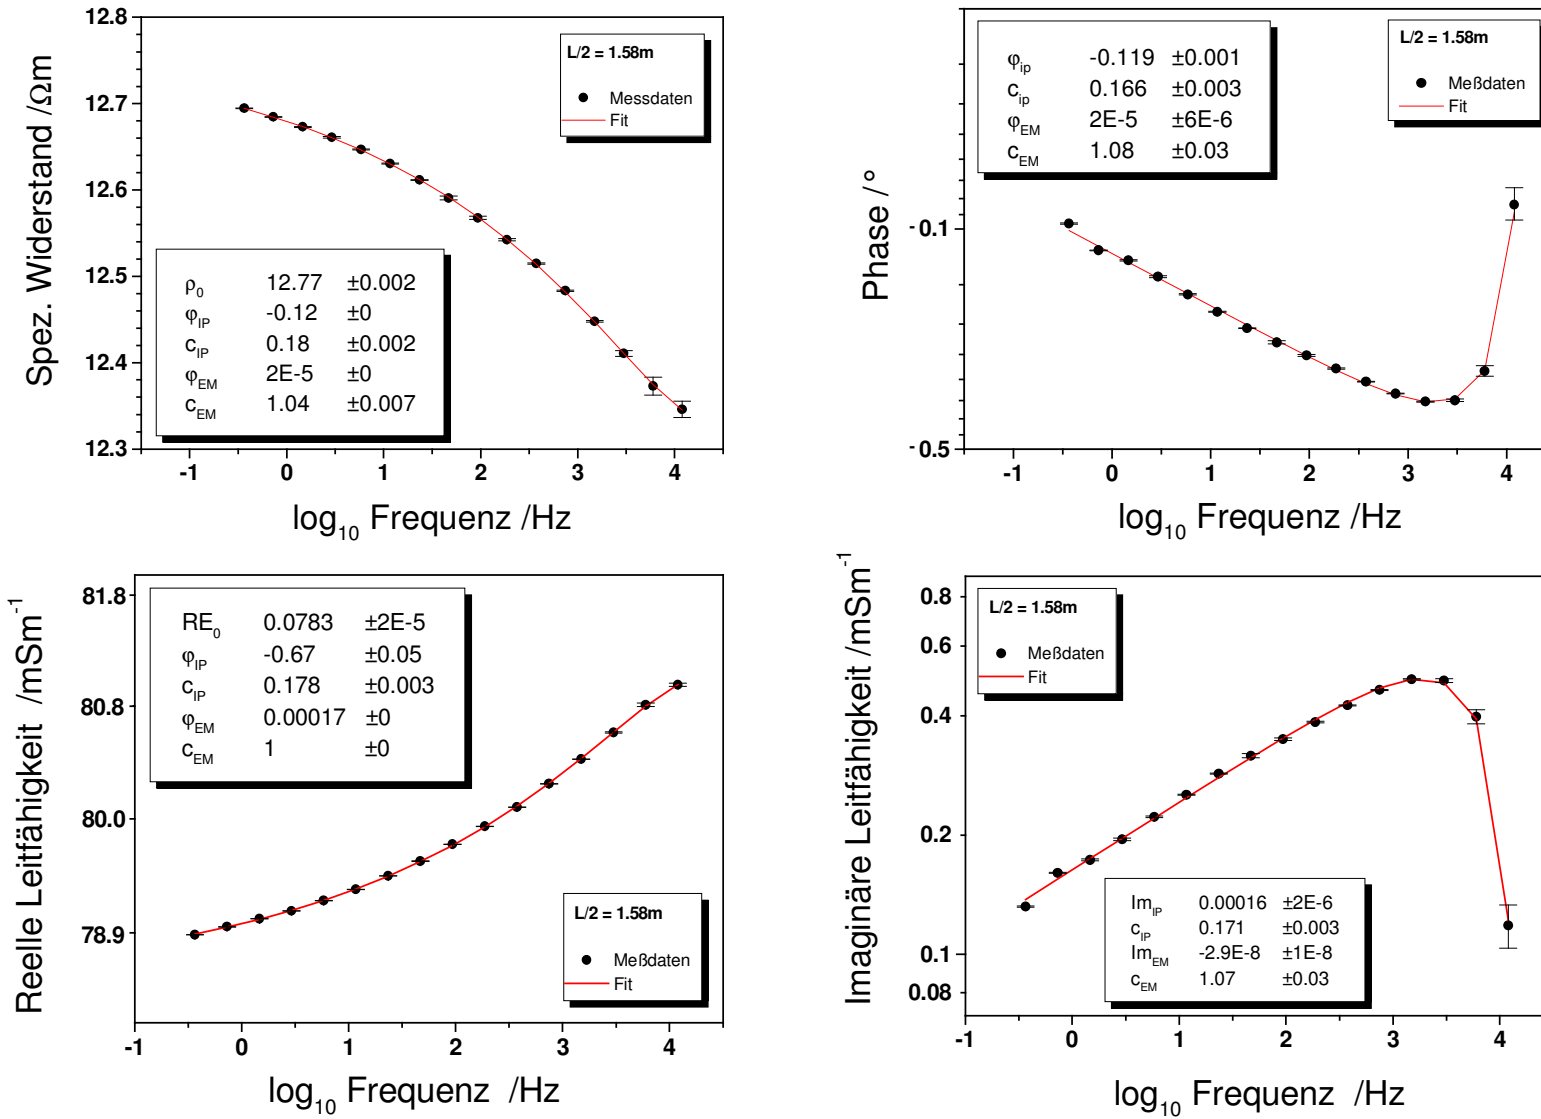 12.8
12.7
12.6
12.5
12.4
12.3
Spez. Widerstand /Ωm
L/2 = 1.58m
Messdaten
Fit
ρ0 12.77 ±0.002
φIP -0.12 ±0
cIP 0.18 ±0.002
φEM 2E-5 ±0
cEM 1.04 ±0.007
-1 0 1 2 3 4
log10 Frequenz /Hz
-0.1
-0.5
Phase /°
φip -0.119 ±0.001
cip 0.166 ±0.003
φEM 2E-5 ±6E-6
cEM 1.08 ±0.03
L/2 = 1.58m
Meßdaten
Fit
-1 0 1 2 3 4
log10 Frequenz /Hz
81.8
80.8
80.0
78.9
Reelle Leitfähigkeit /mSm-1
RE0 0.0783 ±2E-5
φIP -0.67 ±0.05
cIP 0.178 ±0.003
φEM 0.00017 ±0
cEM 1 ±0
L/2 = 1.58m
Meßdaten
Fit
-1 0 1 2 3 4
log10 Frequenz /Hz
0.8
0.6
0.4
0.2
0.1
0.08
Imaginäre Leitfähigkeit /mSm-1
L/2 = 1.58m
Meßdaten
Fit
ImIP 0.00016 ±2E-6
cIP 0.171 ±0.003
ImEM -2.9E-8 ±1E-8
cEM 1.07 ±0.03
-1 0 1 2 3 4
log10 Frequenz /Hz